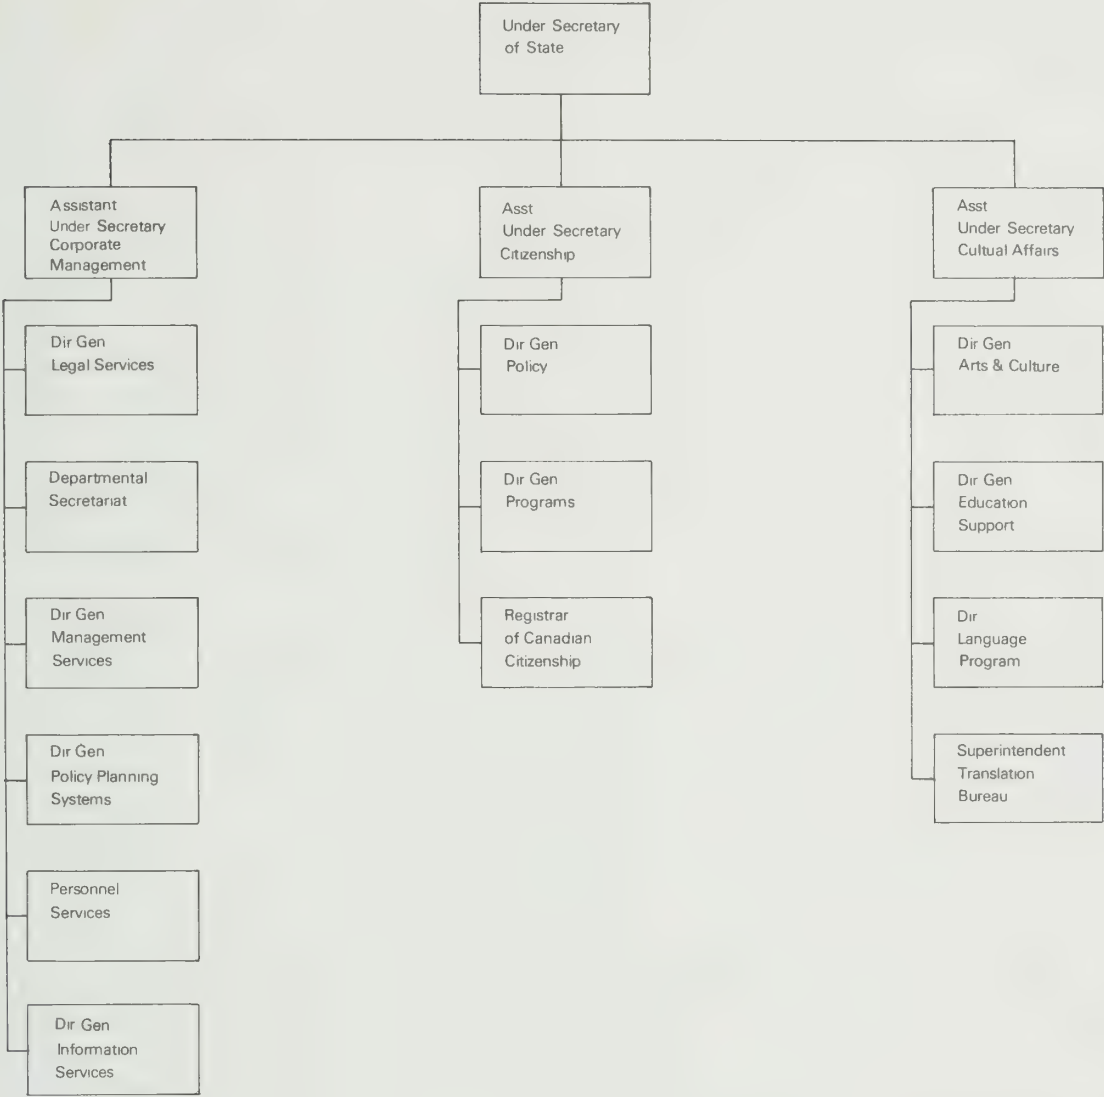 Under Secretary
of State
Assistant
Under Secretary
Corporate
Management
Dir Gen
Legal Services
Departmental
Secretariat
Dir Gen
Management
Services
Dir Gen
Policy Planning
Systems
Personnel
Services
Dir Gen
Information
Services
Asst
Under Secretary
Citizenship
Dir Gen
Policy
Dir Gen
Programs
Registrar
of Canadian
Citizenship
Asst
Under Secretary
Cultual Affairs
Dir Gen
Arts & Culture
Dir Gen
Education
Support
Dir
Language
Program
Superintendent
Translation
Bureau